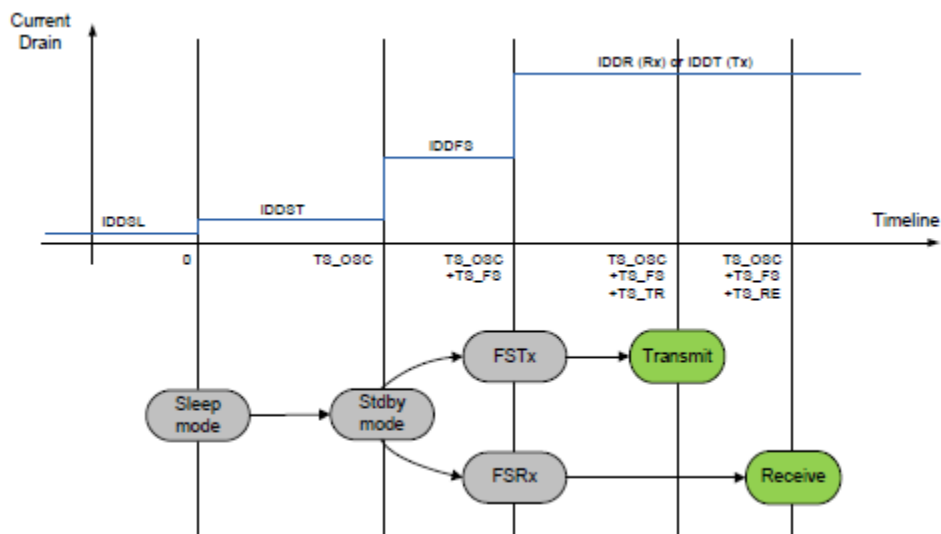 Current
Drain
IDDR (Rx) or IDDT (Tx)
IDDFS
IDDST
IDDSL
Timeline
0
TS_OSC
TS_OSC
+TS_FS
TS_OSC
+TS_FS
+TS_TR
TS_OSC
+TS_FS
+TS_RE
FSTx
Transmit
Sleep
mode
Stdby
mode
FSRx
Receive